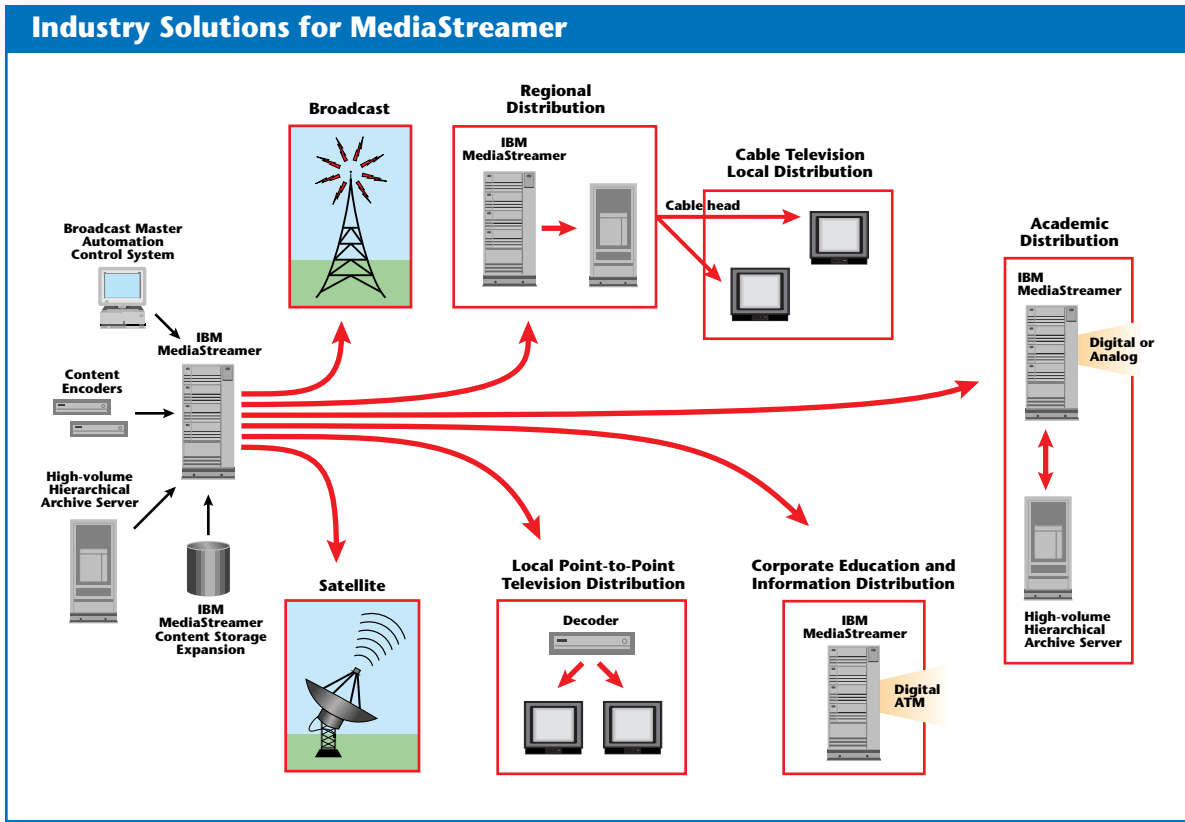 Industry Solutions for MediaStreamer
Broadcast
Regional
Distribution
IBM
MediaStreamer
Cable Television
Local Distribution
Cable head
Academic
Distribution
IBM
MediaStreamer
Digital or
Analog
High-volume
Hierarchical
Archive Server
Broadcast Master
Automation
Control System
IBM
MediaStreamer
Content
Encoders
High-volume
Hierarchical
Archive Server
IBM
MediaStreamer
Content Storage
Expansion
Satellite
Local Point-to-Point
Television Distribution
Decoder
Corporate Education and
Information Distribution
IBM
MediaStreamer
Digital
ATM